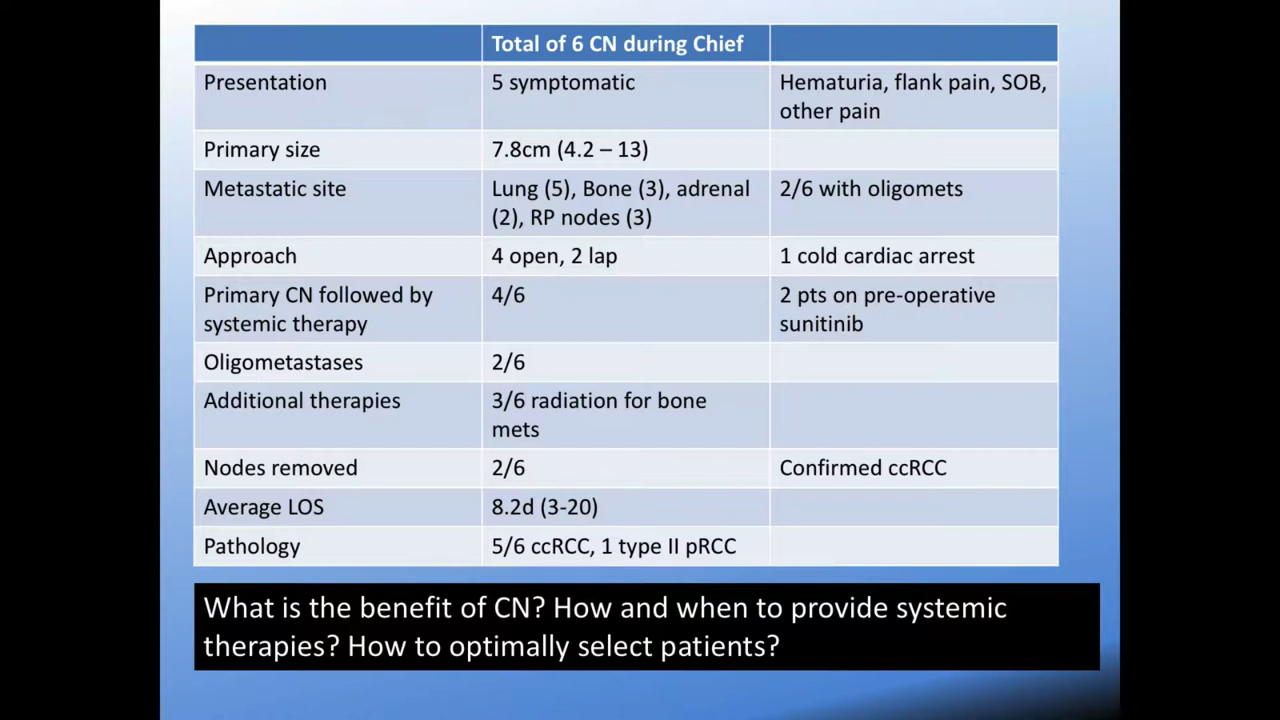 Total of 6 CN during Chief
Presentation 5 symptomatic Hematuria, flank pain, SOB,
other pain
Primary size 7.8cm (4.2 – 13)
Metastatic site Lung (5), Bone (3), adrenal 2/6 with oligomets
(2), RP nodes (3)
Approach 4 open, 2 lap 1 cold cardiac arrest
Primary CN followed by 4/6 2 pts on pre-operative
systemic therapy sunitinib
Oligometastases 2/6
Additional therapies 3/6 radiation for bone
mets
Nodes removed 2/6 Confirmed ccRCC
Average LOS 8.2d (3-20)
Pathology 5/6 ccRCC, 1 type II pRCC
What is the benefit of CN? How and when to provide systemic
therapies? How to optimally select patients?